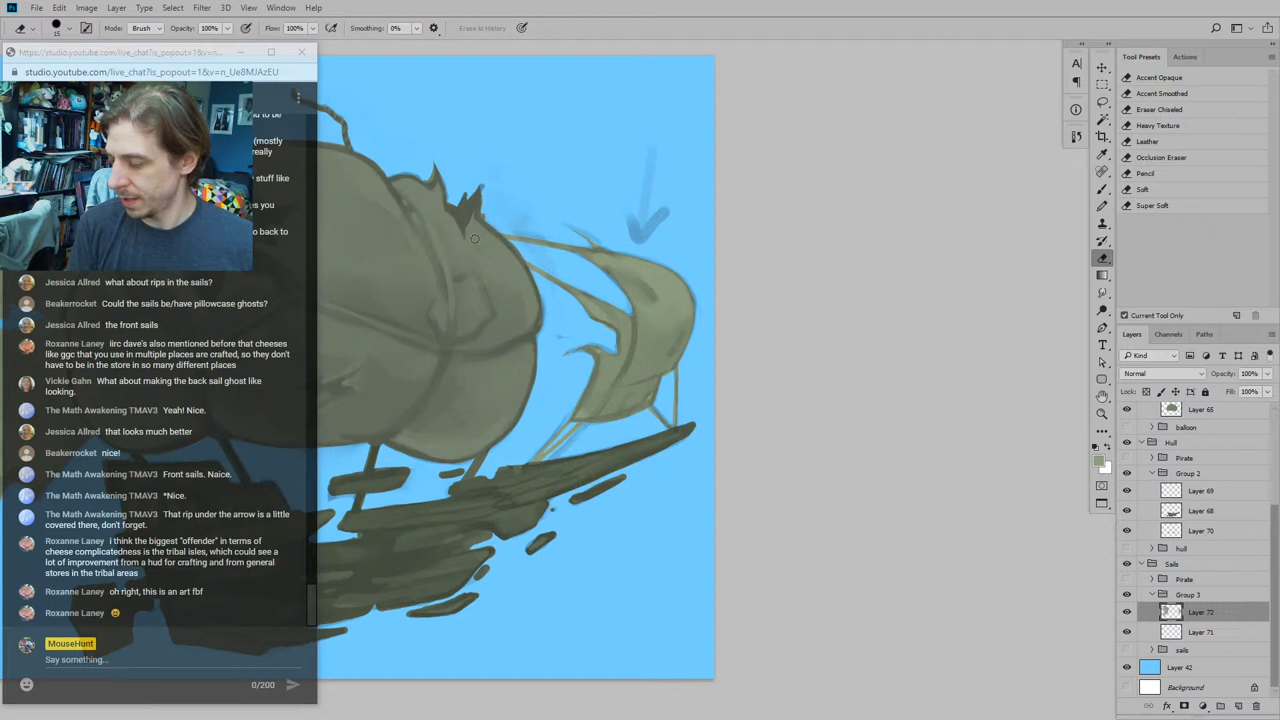 Ps File Edit Image Layer Type Select Filter 3D View Window Help
15 Mode: Brush Opacity: 100% Flow: 100% Smoothing: 0% Erase to History
https://studio.youtube.com/live_chat?is_popout=1&v=n...
studio.youtube.com/live_chat?is_popout=1&v=n_Ue8MJAzEU
to be
(mostly
really
stuff like
es you
go back to
Jessica Allred what about rips in the sails?
Beakerrocket Could the sails be/have pillowcase ghosts?
Jessica Allred the front sails
Roxanne Laney iirc dave's also mentioned before that cheeses
like ggc that you use in multiple places are crafted, so they don't
have to be in the store in so many different places
Vickie Gahn What about making the back sail ghost like
looking.
The Math Awakening TMAV3 Yeah! Nice.
Jessica Allred that looks much better
Beakerrocket nice!
The Math Awakening TMAV3 Front sails. Naice.
The Math Awakening TMAV3 *Nice.
The Math Awakening TMAV3 That rip under the arrow is a little
covered there, don't forget.
Roxanne Laney i think the biggest "offender" in terms of
cheese complicatedness is the tribal isles, which could see a
lot of improvement from a hud for crafting and from general
stores in the tribal areas
Roxanne Laney oh right, this is an art fbf
Roxanne Laney
MouseHunt
Say something...
0/200
Tool Presets Actions
Accent Opaque
Accent Smoothed
Eraser Chiseled
Heavy Texture
Leather
Occlusion Eraser
Pencil
Soft
Super Soft
Current Tool Only
Layers Channels Paths
Kind
Normal Opacity: 100%
Lock: Fill: 100%
Layer 65
balloon
Hull
Pirate
Group 2
Layer 69
Layer 68
Layer 70
hull
Sails
Pirate
Group 3
Layer 72
Layer 71
sails
Layer 42
Background